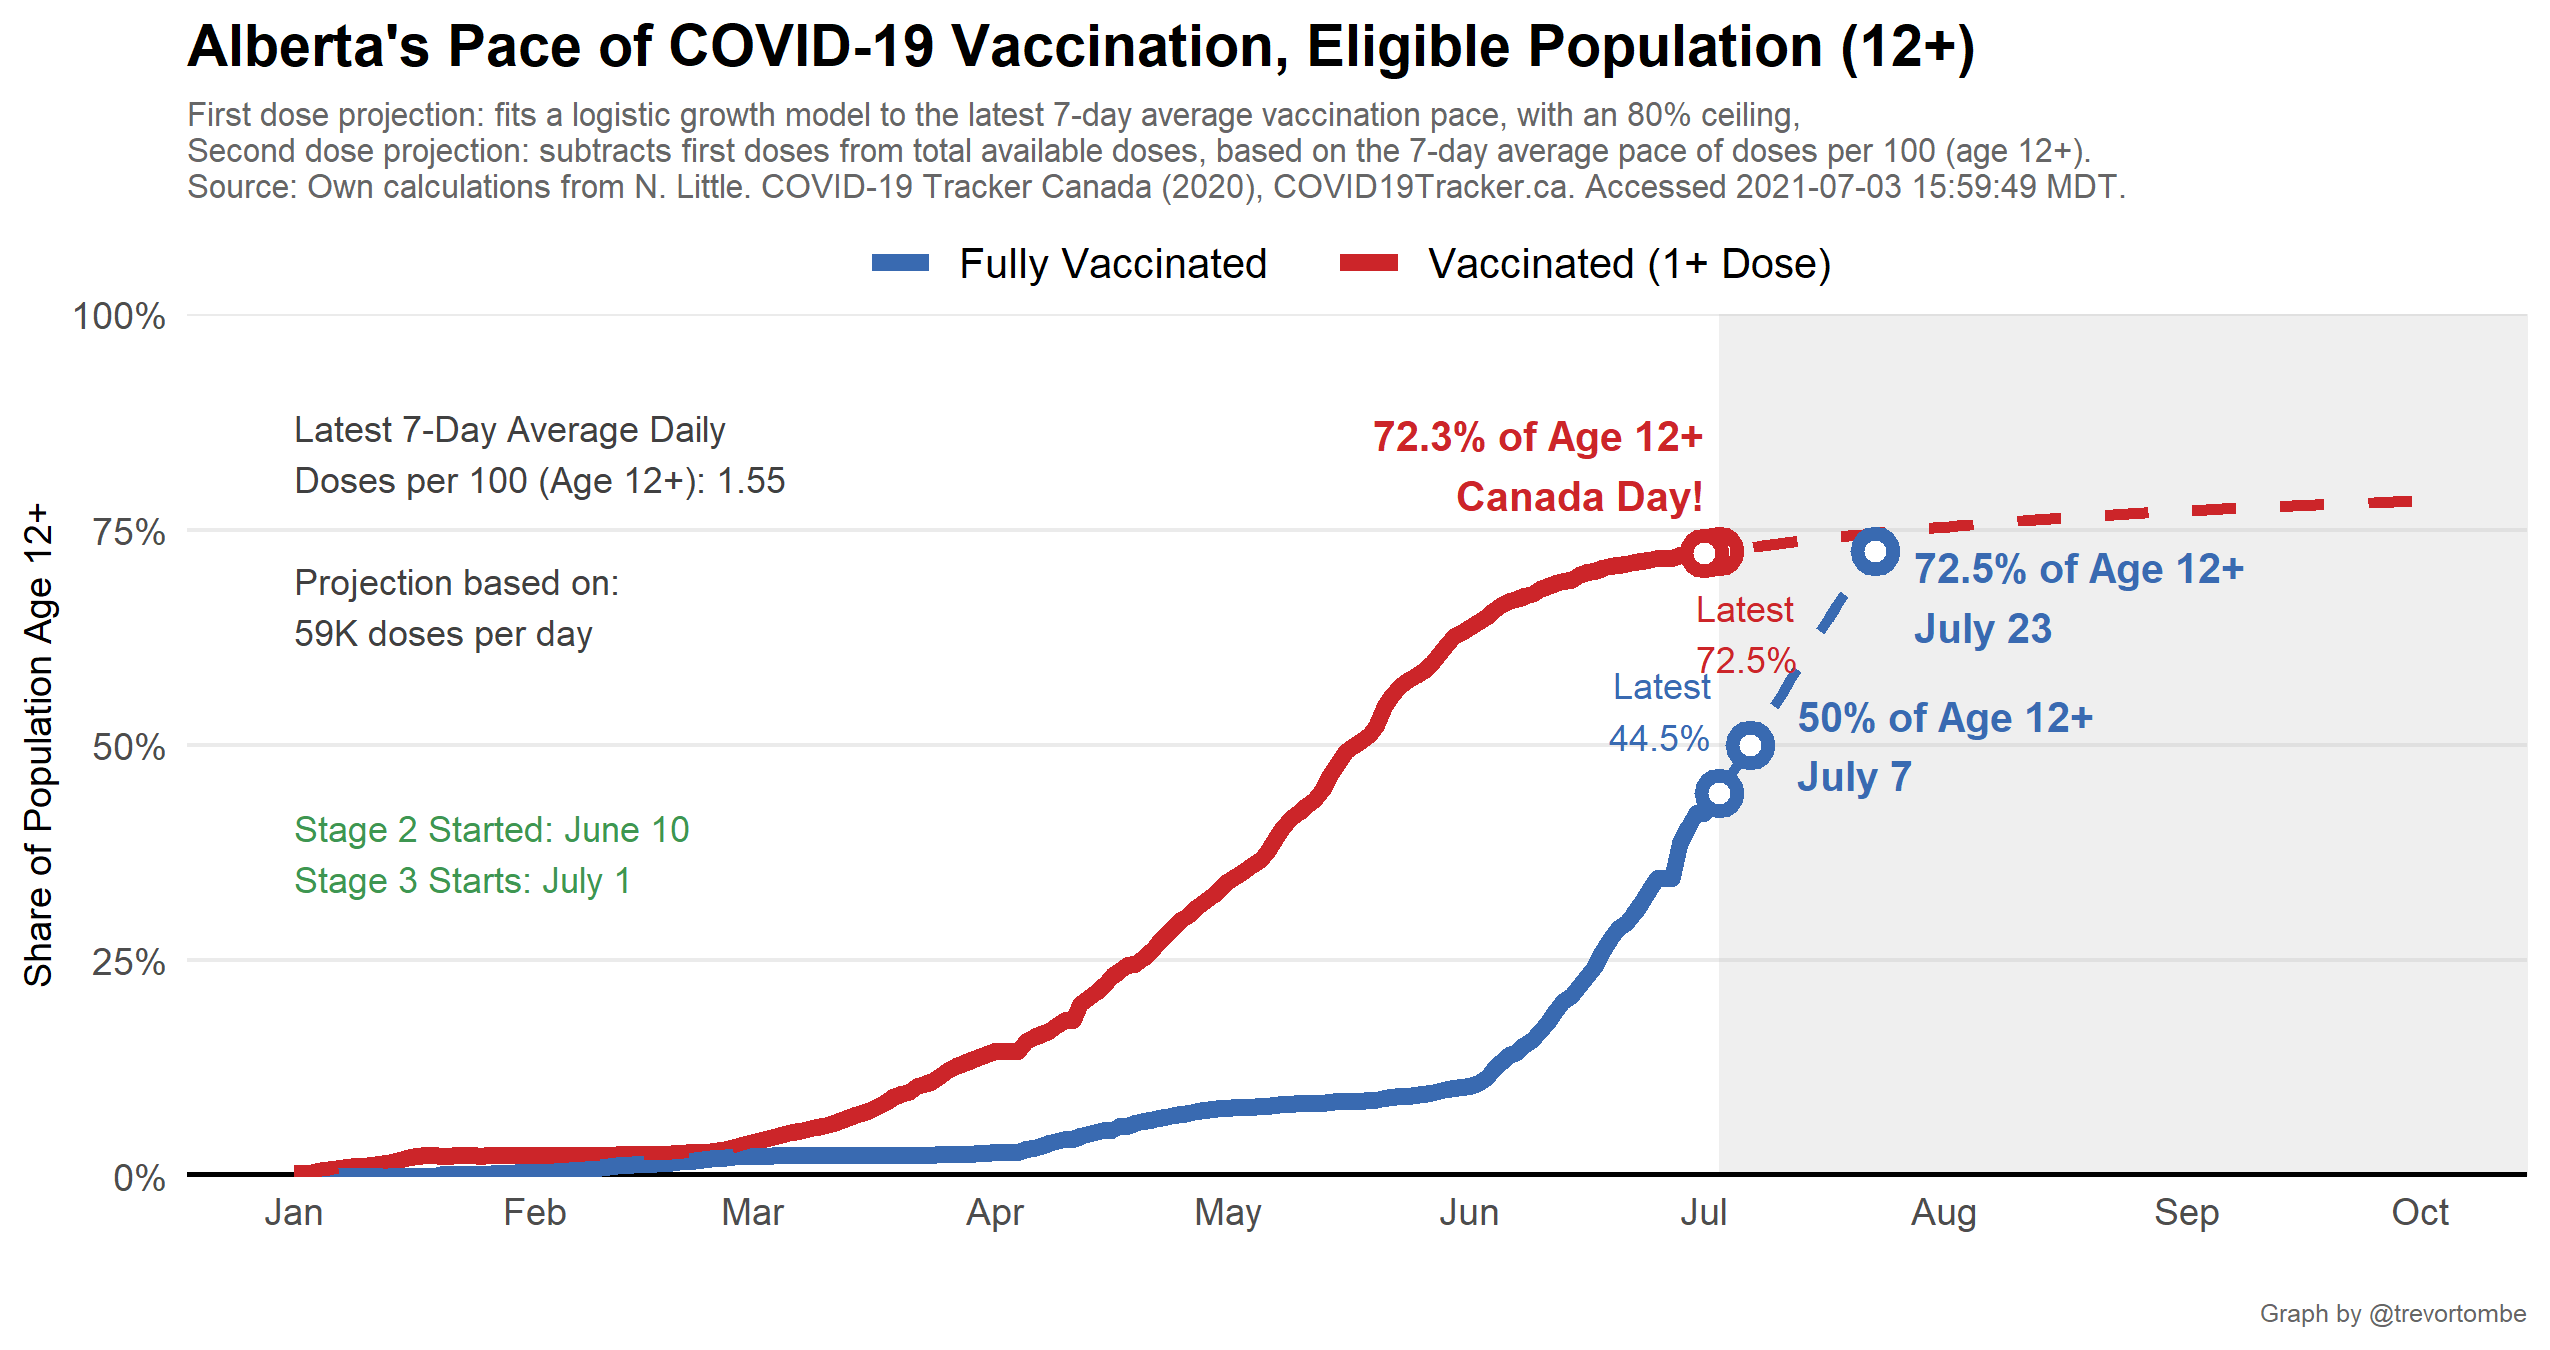 Alberta's Pace of COVID-19 Vaccination, Eligible Population (12+)
First dose projection: fits a logistic growth model to the latest 7-day average vaccination pace, with an 80% ceiling,
Second dose projection: subtracts first doses from total available doses, based on the 7-day average pace of doses per 100 (age 12+).
Source: Own calculations from N. Little. COVID-19 Tracker Canada (2020), COVID19Tracker.ca. Accessed 2021-07-03 15:59:49 MDT.
Fully Vaccinated
Vaccinated (1+ Dose)
Share of Population Age 12+
100%
75%
50%
25%
0%
Latest 7-Day Average Daily
Doses per 100 (Age 12+): 1.55
Projection based on:
59K doses per day
Stage 2 Started: June 10
Stage 3 Starts: July 1
72.3% of Age 12+
Canada Day!
Latest
72.5%
Latest
44.5%
72.5% of Age 12+
July 23
50% of Age 12+
July 7
Jan
Feb
Mar
Apr
May
Jun
Jul
Aug
Sep
Oct
Graph by @trevortombe